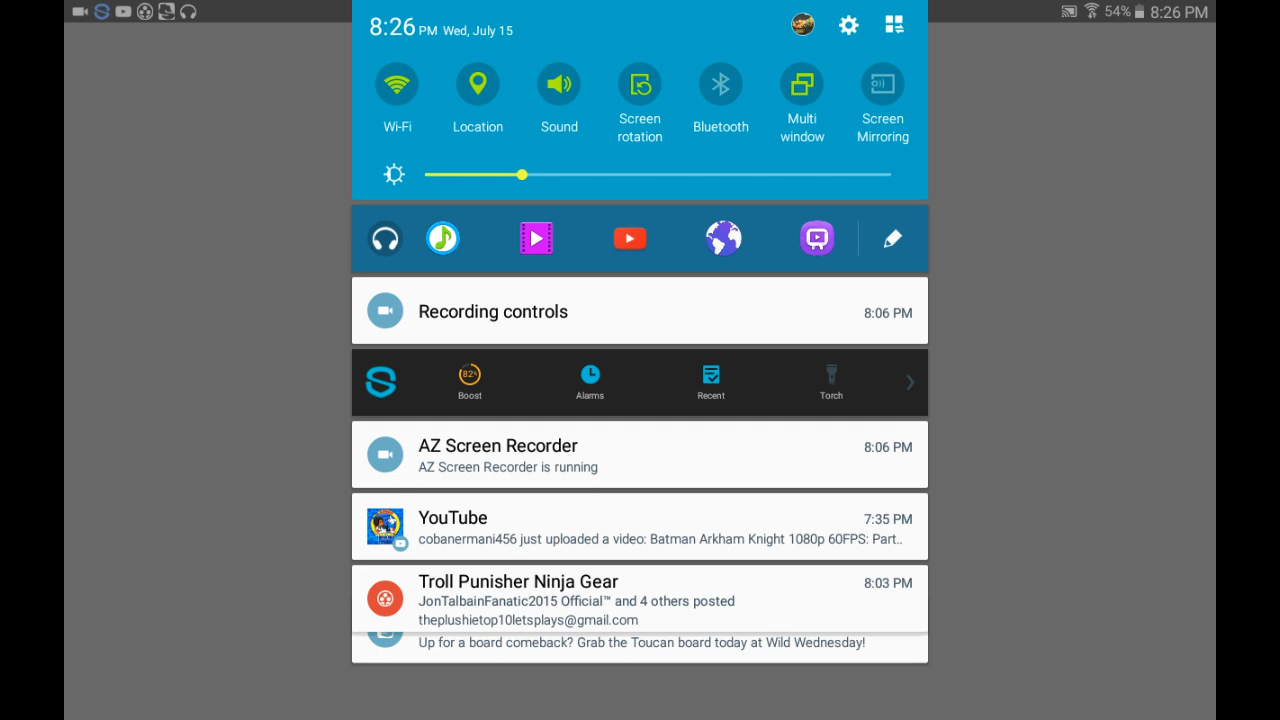 54% 8:26 PM
8:26 PM Wed, July 15
Wi-Fi
Location
Sound
Screen
rotation
Bluetooth
Multi
window
Screen
Mirroring
Recording controls 8:06 PM
82%
Boost
Alarms
Recent
Torch
AZ Screen Recorder 8:06 PM
AZ Screen Recorder is running
YouTube 7:35 PM
cobanermani456 just uploaded a video: Batman Arkham Knight 1080p 60FPS: Part..
Troll Punisher Ninja Gear 8:03 PM
JonTalbainFanatic2015 Official™ and 4 others posted
theplushietop10letsplays@gmail.com
Up for a board comeback? Grab the Toucan board today at Wild Wednesday!